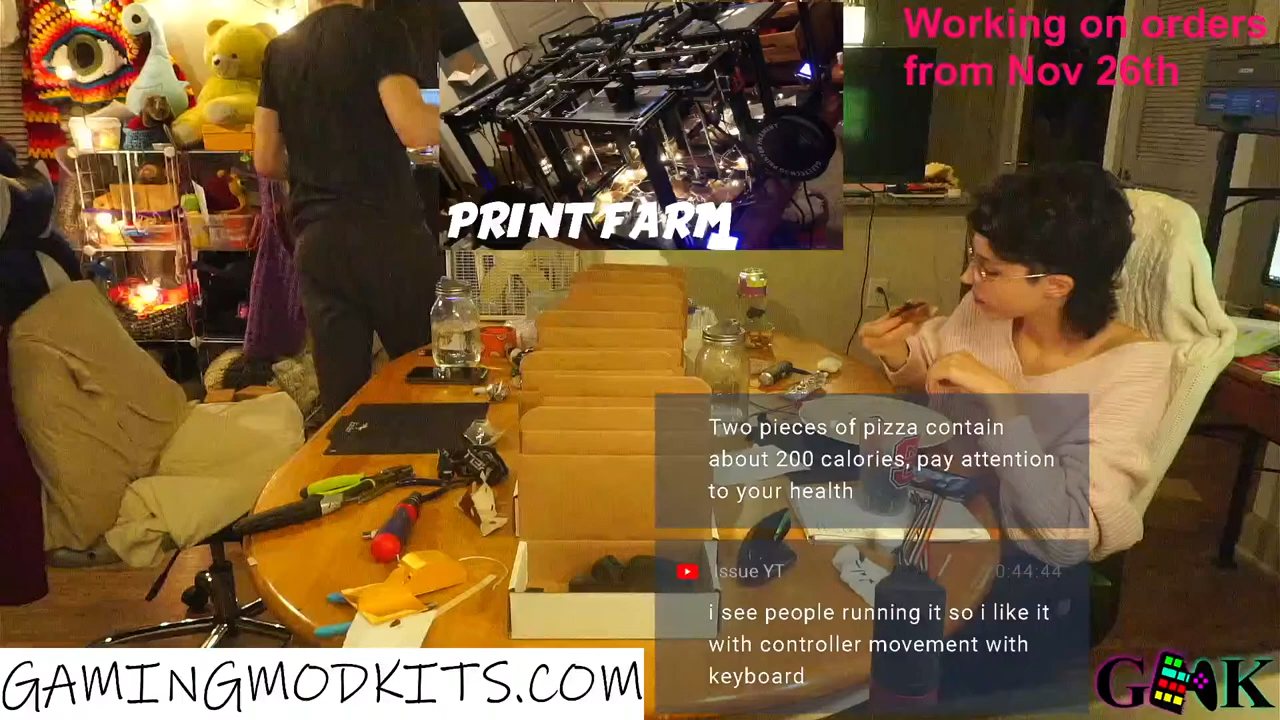 Working on orders
from Nov 26th
PRINT FARM
Two pieces of pizza contain
about 200 calories, pay attention
to your health
Issue YT
0:44:44
i see people running it so i like it
with controller movement with
keyboard
GAMINGMODKITS.COM
GMK